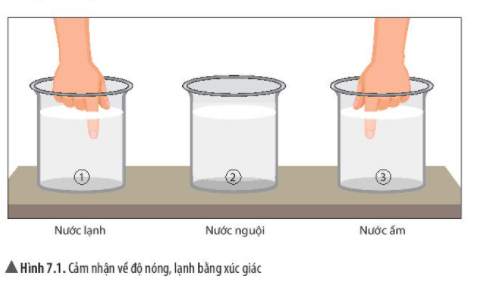 ① ② ③
Nước lạnh Nước nguội Nước ấm
▲ Hình 7.1. Cảm nhận về độ nóng, lạnh bằng xúc giác